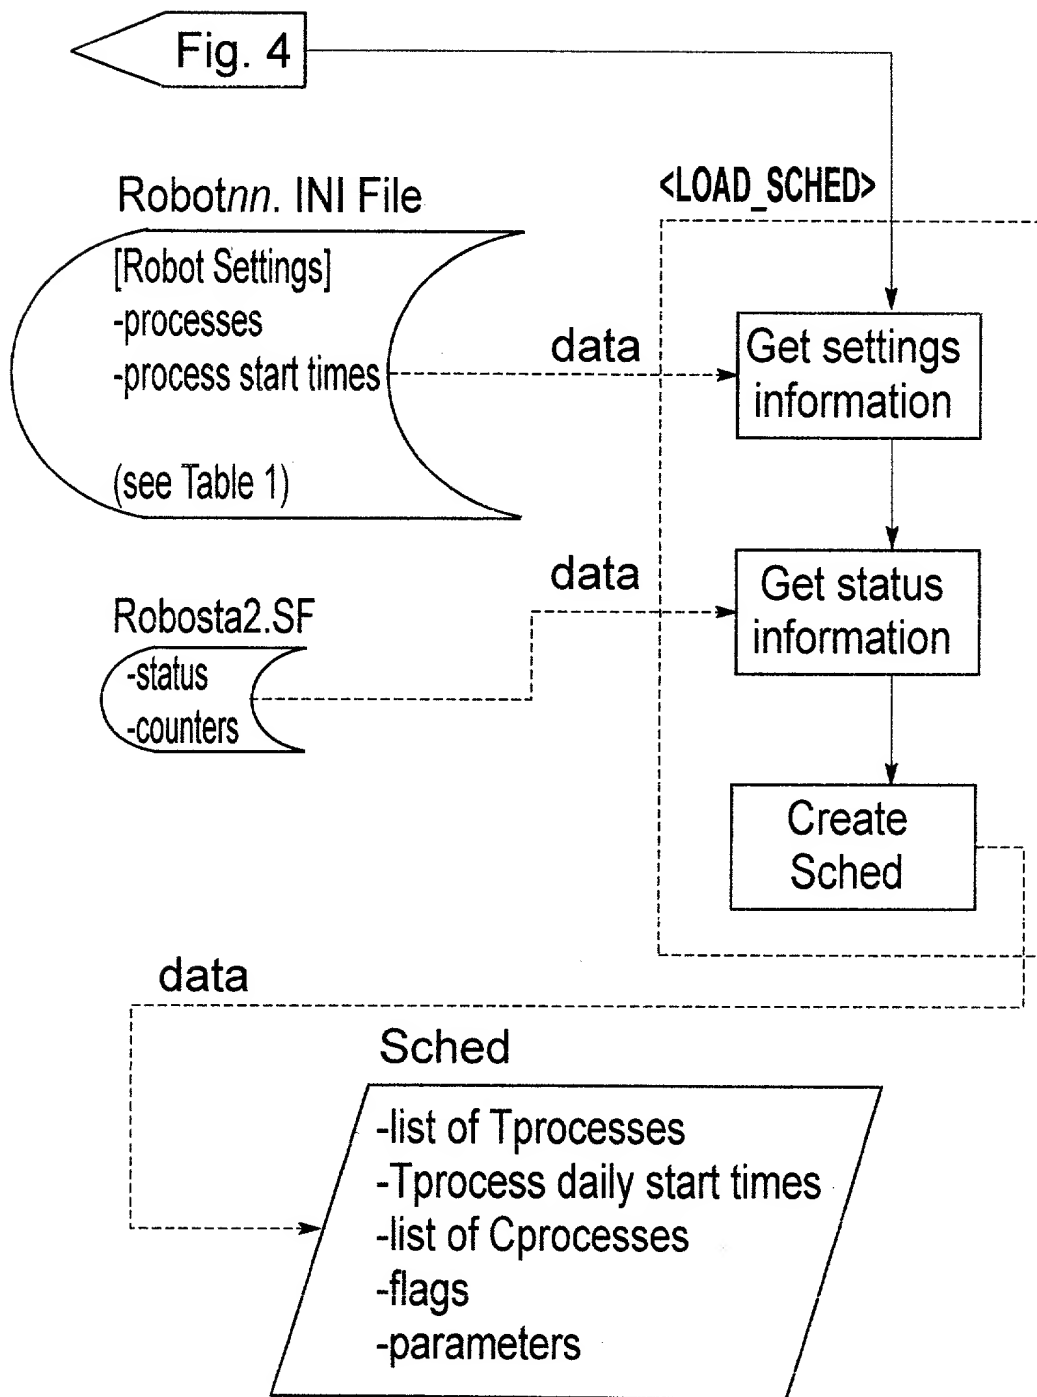 Fig. 4
<LOAD_SCHED>
Robotnn. INI File
[Robot Settings]
-processes
-process start times
(see Table 1)
data
Get settings
information
data
Get status
information
Robosta2.SF
-status
-counters
Create
Sched
data
Sched
-list of Tprocesses
-Tprocess daily start times
-list of Cprocesses
-flags
-parameters